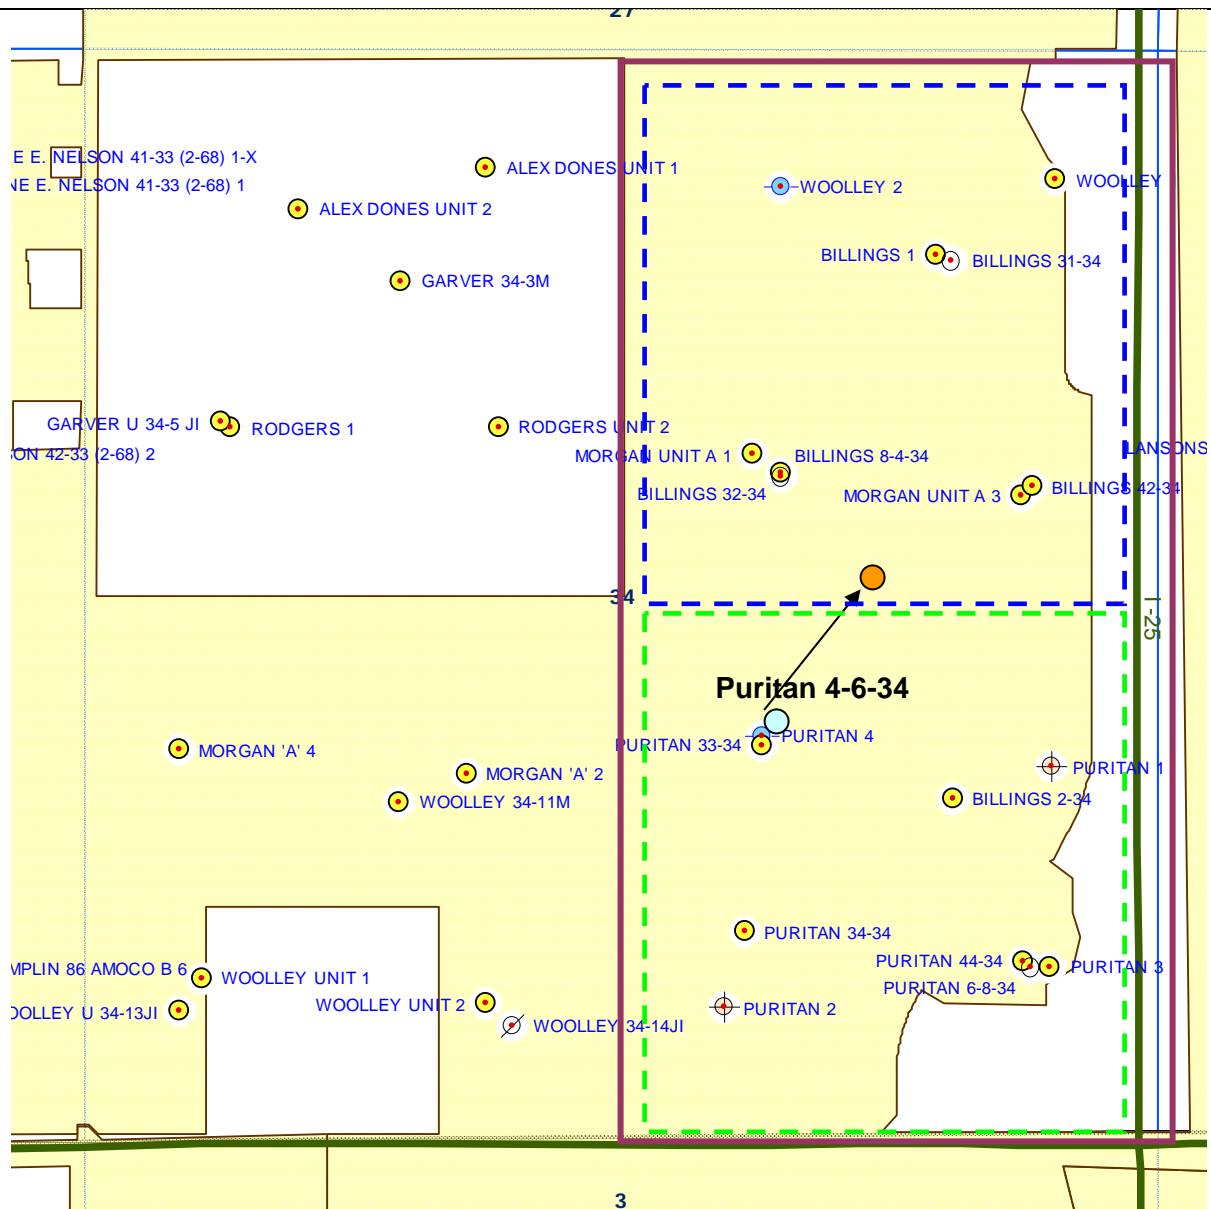 27
E E. NELSON 41-33 (2-68) 1-X
NE E. NELSON 41-33 (2-68) 1
ALEX DONES UNIT 1
ALEX DONES UNIT 2
GARVER 34-3M
WOOLLEY 2
WOOLLEY
BILLINGS 1
BILLINGS 31-34
GARVER U 34-5 JI
RODGERS 1
RODGERS UNIT 2
SON 42-33 (2-68) 2
MORGAN UNIT A 1
BILLINGS 8-4-34
BILLINGS 32-34
MORGAN UNIT A 3
BILLINGS 42-34
LANSONS
34
I-25
Puritan 4-6-34
PURITAN 33-34
PURITAN 4
MORGAN 'A' 4
MORGAN 'A' 2
WOOLLEY 34-11M
PURITAN 1
BILLINGS 2-34
PURITAN 34-34
PURITAN 44-34
PURITAN 3
PURITAN 6-8-34
MPLIN 86 AMOCO B 6
WOOLLEY UNIT 1
OOLLEY U 34-13JI
WOOLLEY UNIT 2
WOOLLEY 34-14JI
PURITAN 2
3